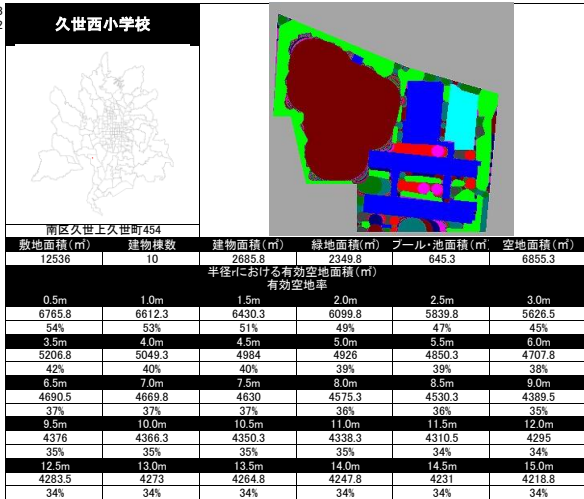 久世西小学校
南区久世上久世町454
敷地面積(㎡) 建物棟数 建物面積(㎡) 緑地面積(㎡) プール・池面積(㎡) 空地面積(㎡)
12536 10 2685.8 2349.8 645.3 6855.3
半径rにおける有効空地面積(㎡)
有効空地率
0.5m 1.0m 1.5m 2.0m 2.5m 3.0m
6765.8 6612.3 6430.3 6099.8 5839.8 5626.5
54% 53% 51% 49% 47% 45%
3.5m 4.0m 4.5m 5.0m 5.5m 6.0m
5206.8 5049.3 4984 4926 4850.3 4707.8
42% 40% 40% 39% 39% 38%
6.5m 7.0m 7.5m 8.0m 8.5m 9.0m
4690.5 4669.8 4630 4575.3 4530.3 4389.5
37% 37% 37% 36% 36% 35%
9.5m 10.0m 10.5m 11.0m 11.5m 12.0m
4376 4366.3 4350.3 4338.3 4310.5 4295
35% 35% 35% 35% 34% 34%
12.5m 13.0m 13.5m 14.0m 14.5m 15.0m
4283.5 4273 4264.8 4247.8 4231 4218.8
34% 34% 34% 34% 34% 34%